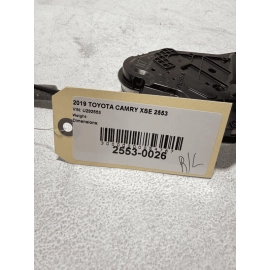 2019 TOYOTA CAMRY XSE 2553
Weight:
Dimensions:
2553-0026
R/L